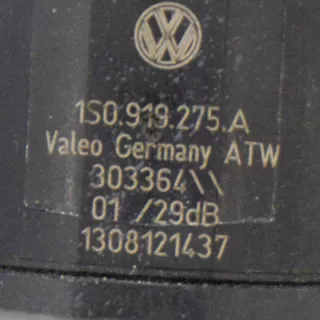 1S0.919.275.A
Valeo Germany ATW
303364\\
01 /29dB
1308121437